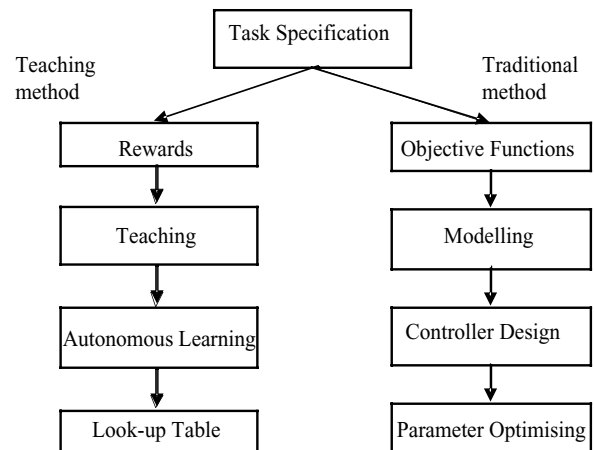 Task Specification
Teaching
method
Traditional
method
Rewards
Objective Functions
Teaching
Modelling
Autonomous Learning
Controller Design
Look-up Table
Parameter Optimising